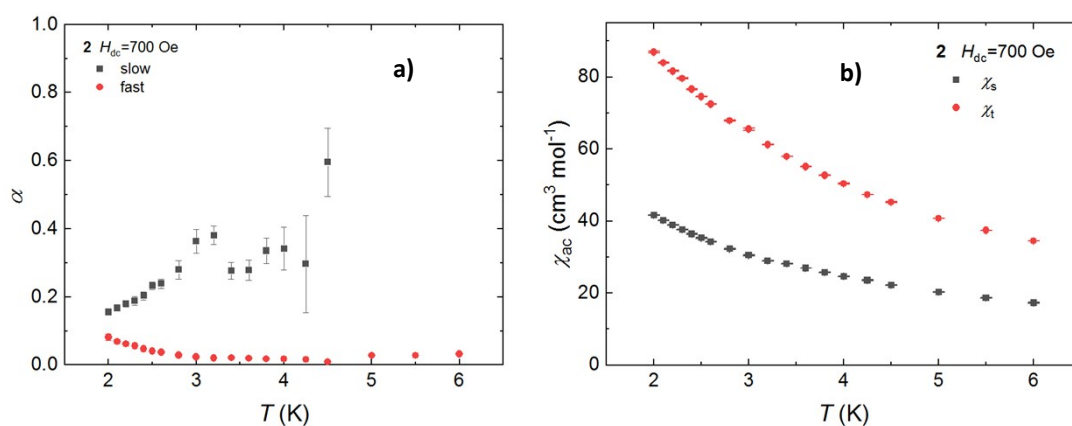 1.0
0.8
0.6
0.4
0.2
0.0
α
2 Hdc=700 Oe
slow
fast
a)
2 3 4 5 6
T (K)
80
60
40
20
0
χac (cm³ mol⁻¹)
b)
2 Hdc=700 Oe
χs
χt
2 3 4 5 6
T (K)